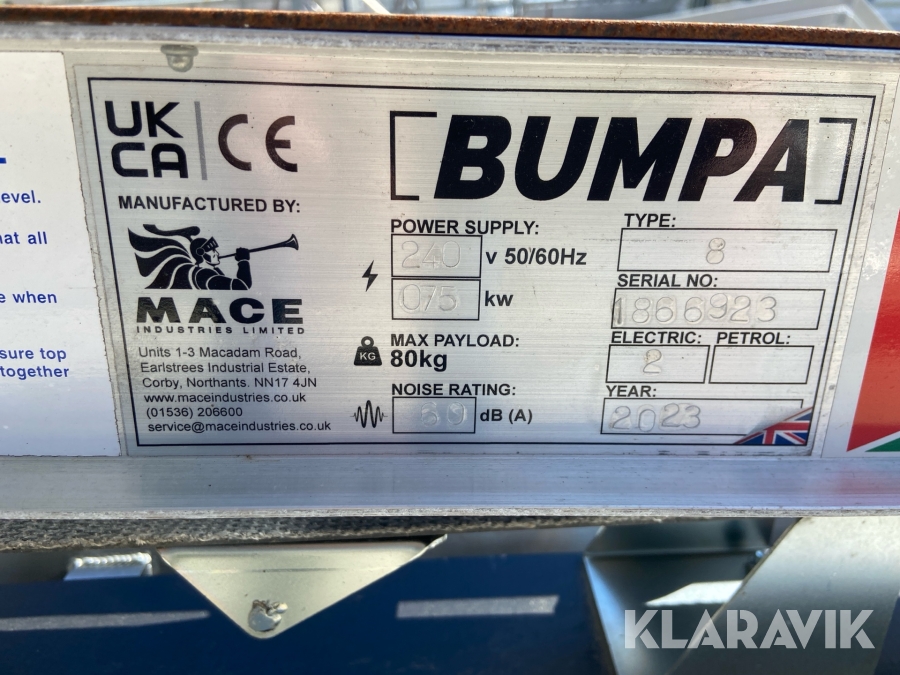 UK
CA
CE
[BUMPA]
MANUFACTURED BY:
MACE
INDUSTRIES LIMITED
Units 1-3 Macadam Road,
Earlstrees Industrial Estate,
Corby, Northants. NN17 4JN
www.maceindustries.co.uk
(01536) 206600
service@maceindustries.co.uk
POWER SUPPLY:
240 v 50/60Hz
075 kw
KG
MAX PAYLOAD:
80kg
NOISE RATING:
69 dB (A)
TYPE:
8
SERIAL NO:
1866923
ELECTRIC: PETROL:
2
YEAR:
2023
level.
hat all
e when
sure top
together
KLARAVIK